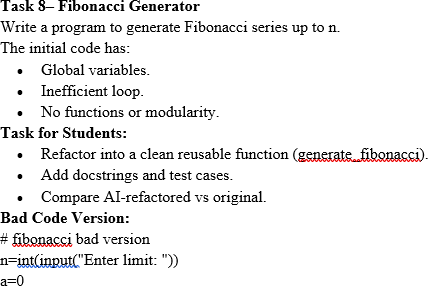 Task 8– Fibonacci Generator
Write a program to generate Fibonacci series up to n.
The initial code has:
• Global variables.
• Inefficient loop.
• No functions or modularity.
Task for Students:
• Refactor into a clean reusable function (generate_fibonacci).
• Add docstrings and test cases.
• Compare AI-refactored vs original.
Bad Code Version:
# fibonacci bad version
n=int(input("Enter limit: "))
a=0